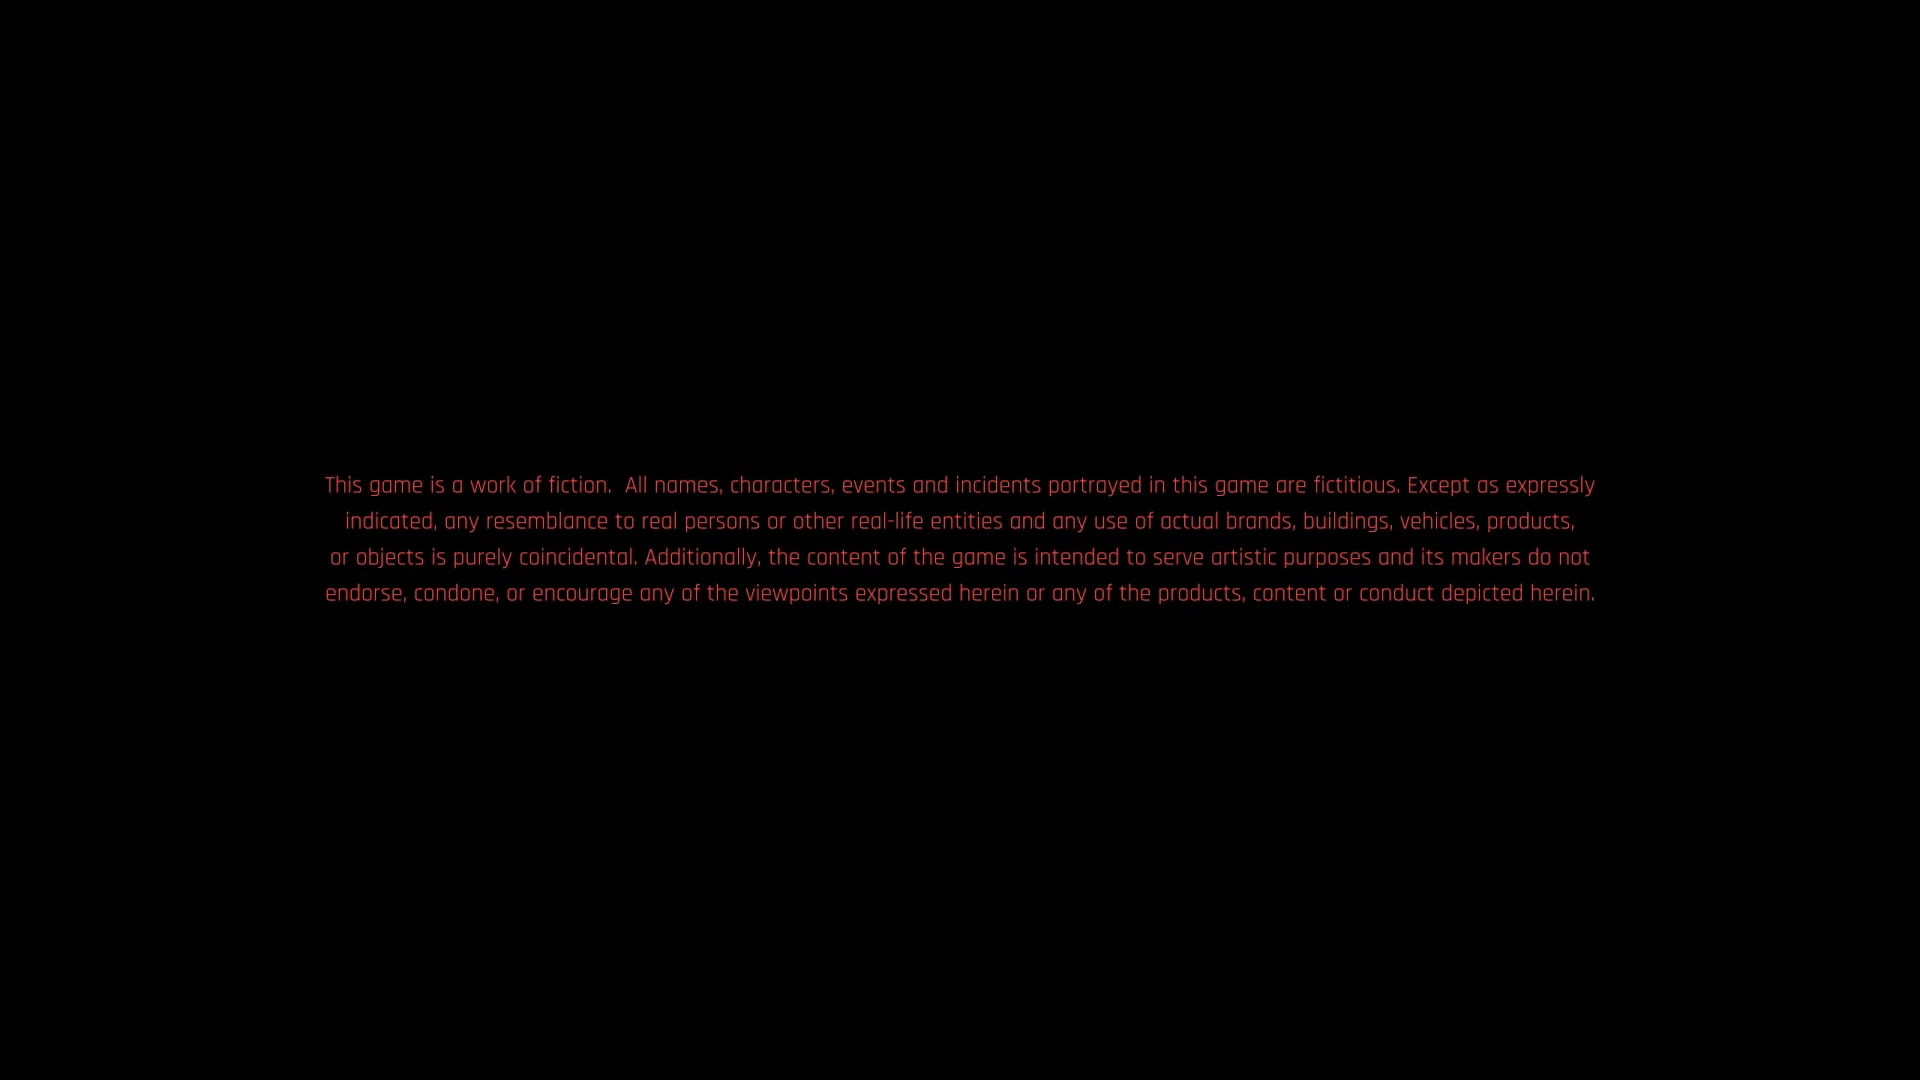 This game is a work of fiction.  All names, characters, events and incidents portrayed in this game are fictitious. Except as expressly
indicated, any resemblance to real persons or other real-life entities and any use of actual brands, buildings, vehicles, products,
or objects is purely coincidental. Additionally, the content of the game is intended to serve artistic purposes and its makers do not
endorse, condone, or encourage any of the viewpoints expressed herein or any of the products, content or conduct depicted herein.